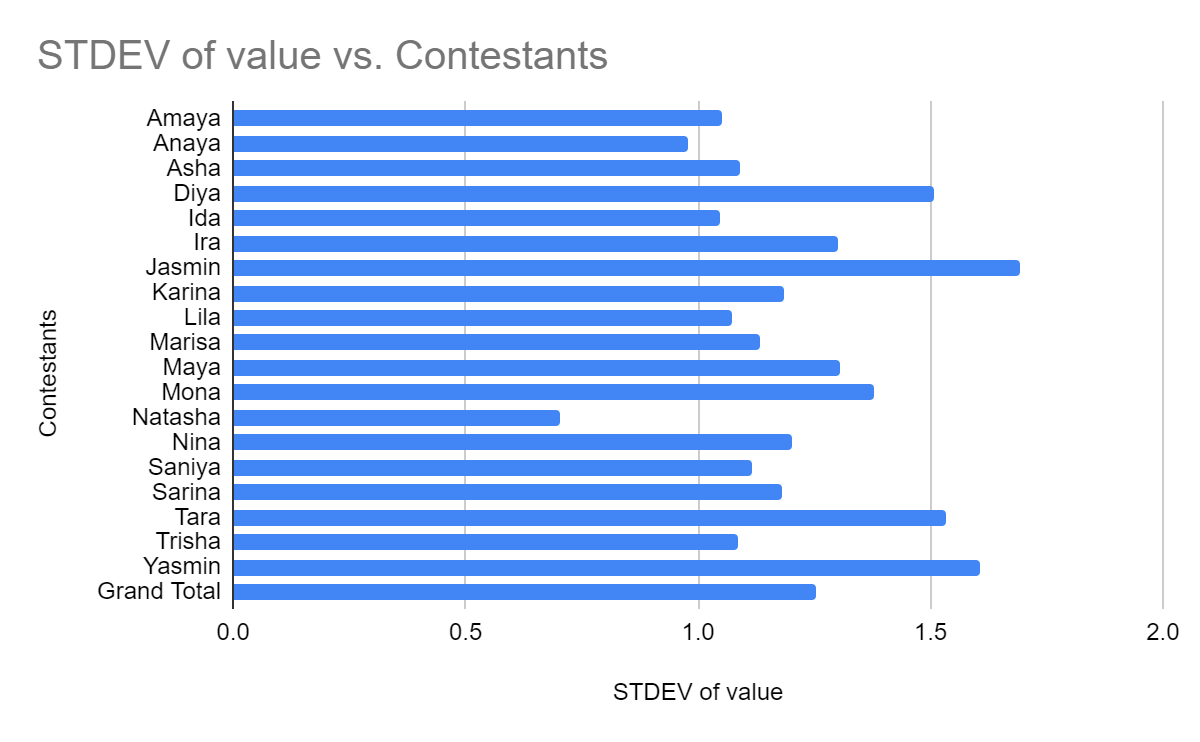 STDEV of value vs. Contestants
Contestants
Amaya
Anaya
Asha
Diya
Ida
Ira
Jasmin
Karina
Lila
Marisa
Maya
Mona
Natasha
Nina
Saniya
Sarina
Tara
Trisha
Yasmin
Grand Total
0.0 0.5 1.0 1.5 2.0
STDEV of value